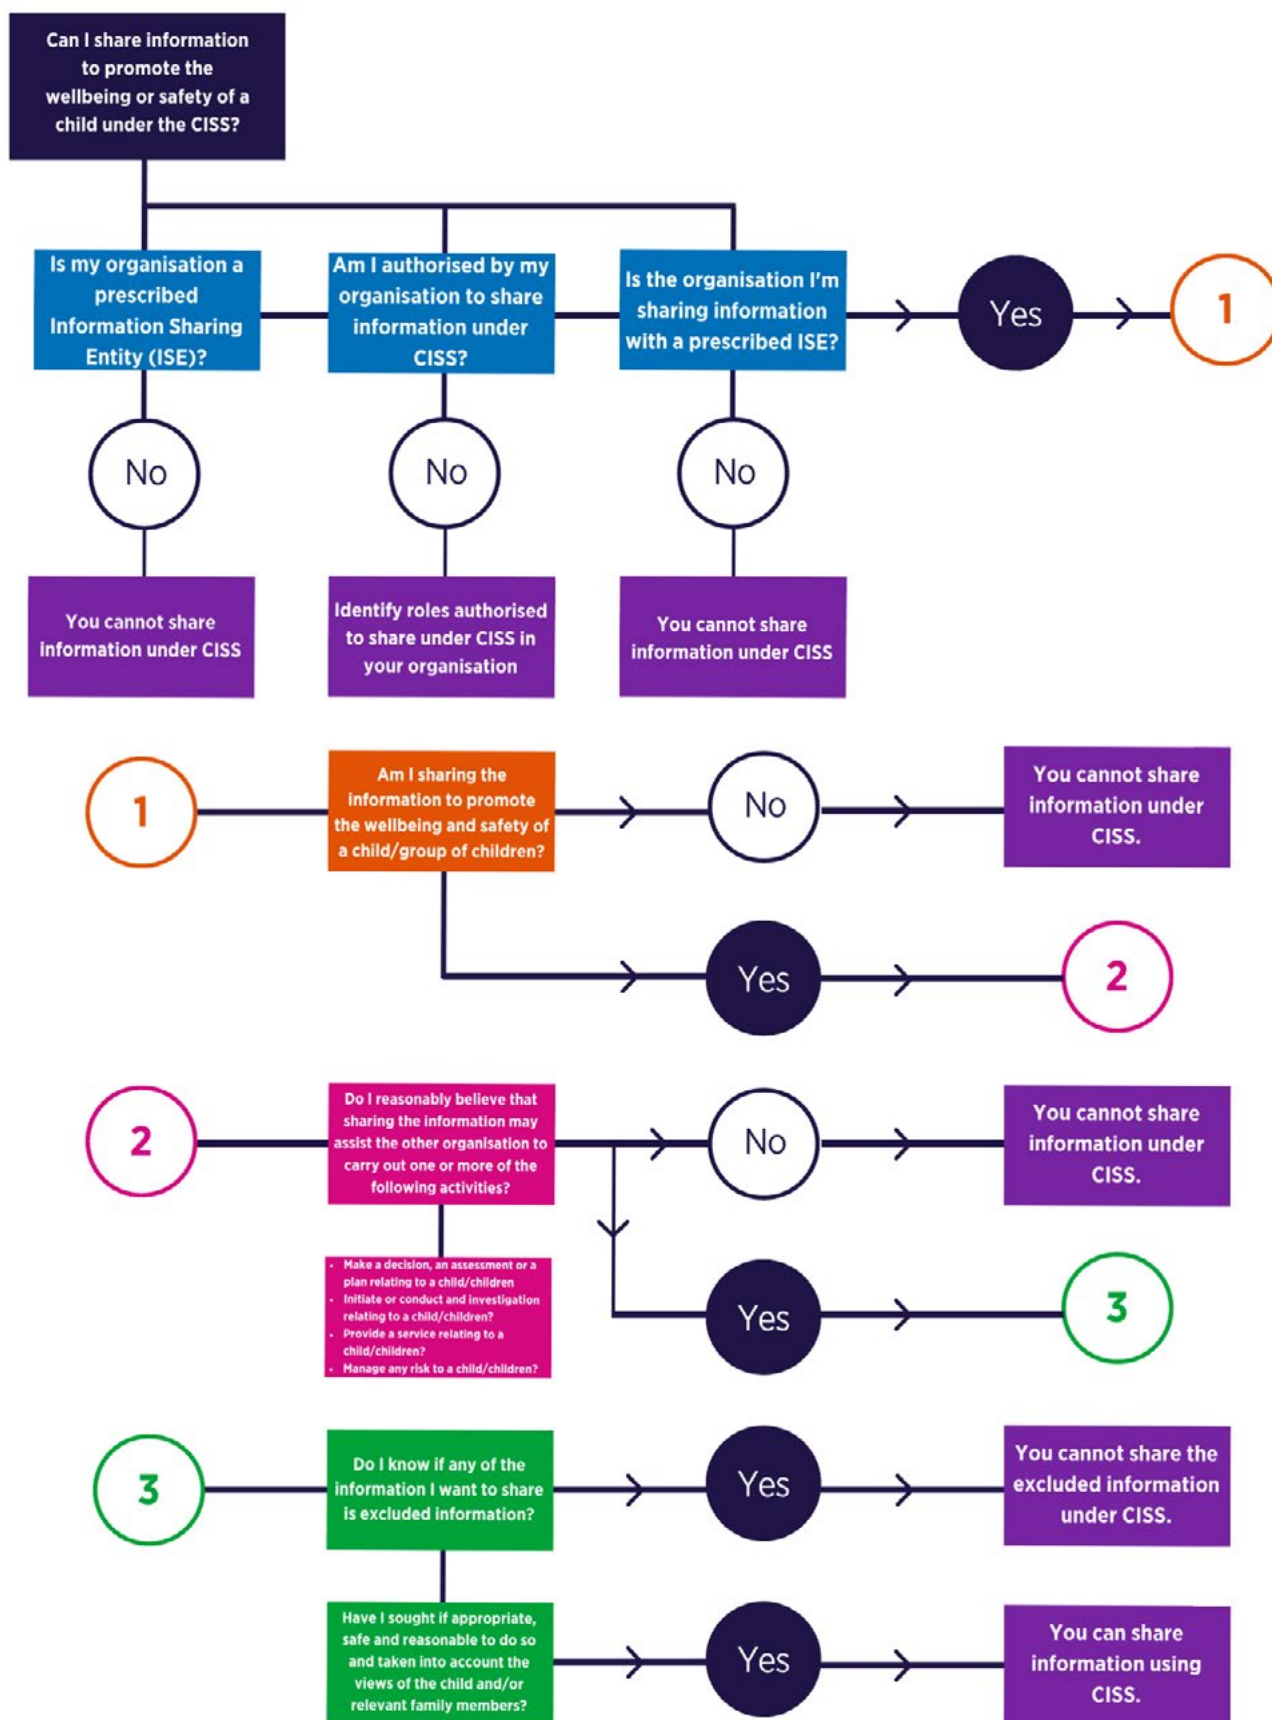 Can I share information
to promote the
wellbeing or safety of a
child under the CISS?
Is my organisation a
prescribed
Information Sharing
Entity (ISE)?
Am I authorised by my
organisation to share
information under
CISS?
Is the organisation I'm
sharing information
with a prescribed ISE?
Yes
1
No
No
No
You cannot share
information under CISS
Identify roles authorised
to share under CISS in
your organisation
You cannot share
information under CISS
1
Am I sharing the
information to promote
the wellbeing and safety of
a child/group of children?
No
You cannot share
information under
CISS.
Yes
2
2
Do I reasonably believe that
sharing the information may
assist the other organisation to
carry out one or more of the
following activities?
No
You cannot share
information under
CISS.
• Make a decision, an assessment or a
plan relating to a child/children
• Initiate or conduct and investigation
relating to a child/children?
• Provide a service relating to a
child/children?
• Manage any risk to a child/children?
Yes
3
3
Do I know if any of the
information I want to share
is excluded information?
Yes
You cannot share the
excluded information
under CISS.
Have I sought if appropriate,
safe and reasonable to do so
and taken into account the
views of the child and/or
relevant family members?
Yes
You can share
information using
CISS.